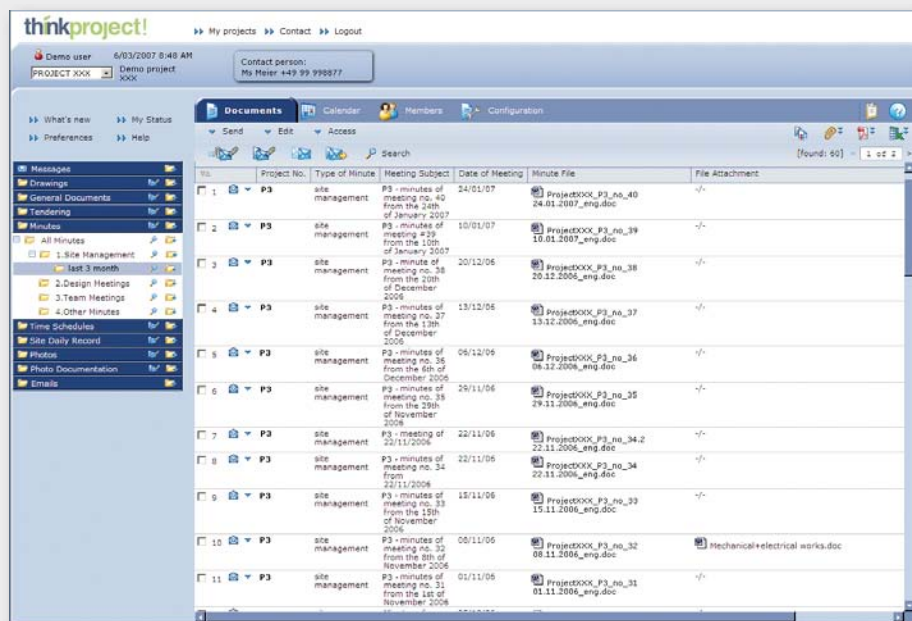 thinkproject!
My projects Contact Logout
Demo user 6/03/2007 8:48 AM
PROJECT XXX Demo project
XXX
Contact person:
Ms Meier +49 99 998877
What's new My Status
Preferences Help
Documents Calender Members Configuration
Send Edit Access
Search [found: 60] 1 of 2
Messages
Drawings
General Documents
Tendering
Minutes
All Minutes
1.Site Management
last 3 month
2.Design Meetings
3.Team Meetings
4.Other Minutes
Time Schedules
Site Daily Record
Photos
Photo Documentation
Emails
No. Project No. Type of Minute Meeting Subject Date of Meeting Minute File File Attachment
1 P3 site management P3 - minutes of meeting no. 40 from the 24th of January 2007 24/01/07 ProjectXXX_P3_no_40 24.01.2007_eng.doc -/-
2 P3 site management P3 - minutes of meeting #39 from the 10th of January 2007 10/01/07 ProjectXXX_P3_no_39 10.01.2007_eng.doc -/-
3 P3 site management P3 - minute of meeting no. 38 from the 20th of December 2006 20/12/06 ProjectXXX_P3_no_38 20.12.2006_eng.doc -/-
4 P3 site management P3 - minutes of meeting no. 37 from the 13th of December 2006 13/12/06 ProjectXXX_P3_no_37 13.12.2006_eng.doc -/-
5 P3 site management P3 - minutes of meeting no. 36 from the 6th of December 2006 06/12/06 ProjectXXX_P3_no_36 06.12.2006_eng.doc -/-
6 P3 site management P3 - minutes of meeting no. 35 from the 29th of November 2006 29/11/06 ProjectXXX_P3_no_35 29.11.2006_eng.doc -/-
7 P3 site management P3 - meeting of 22/11/2006 22/11/06 ProjectXXX_P3_no_34.2 22.11.2006_eng.doc -/-
8 P3 site management P3 - minutes of meeting no. 34 from 22/11/2006 22/11/06 ProjectXXX_P3_no_34 22.11.2006_eng.doc -/-
9 P3 site management P3 - minutes of meeting no. 33 from the 15th of November 2006 15/11/06 ProjectXXX_P3_no_33 15.11.2006_eng.doc -/-
10 P3 site management P3 - minutes of meeting no. 32 from the 8th of November 2006 08/11/06 ProjectXXX_P3_no_32 08.11.2006_eng.doc Mechanical+electrical works.doc
11 P3 site management P3 - minutes of meeting no. 31 from the 1st of November 2006 01/11/06 ProjectXXX_P3_no_31 01.11.2006_eng.doc -/-